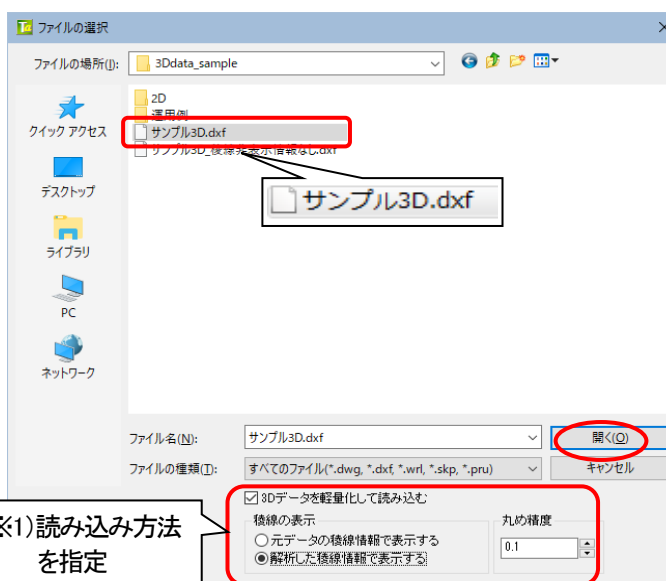 ファイルの選択
ファイルの場所(I):
3Ddata_sample
クイック アクセス
デスクトップ
ライブラリ
PC
ネットワーク
2D
運用例
サンプル3D.dxf
サンプル3D_稜線非表示情報なし.dxf
サンプル3D.dxf
ファイル名(N):
サンプル3D.dxf
開く(O)
ファイルの種類(T):
すべてのファイル(*.dwg, *.dxf, *.wrl, *.skp, *.pru)
キャンセル
3Dデータを軽量化して読み込む
稜線の表示
元データの稜線情報で表示する
解析した稜線情報で表示する
丸め精度
0.1
※1)読み込み方法
を指定